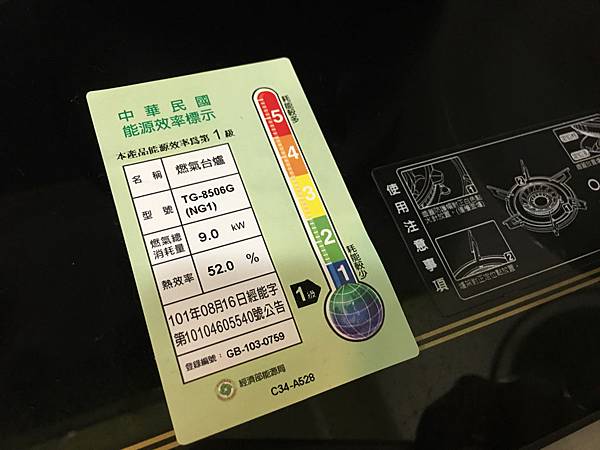 中華民國
能源效率標示
本產品能源效率為第1級
名稱 燃氣台爐
型號 TG-8506G
(NG1)
燃氣總
消耗量 9.0 kW
熱效率 52.0 %
101年08月16日經能字
第10104605540號公告
登錄編號: GB-103-0759
經濟部能源局
C34-A528
耗能較多
5
4
3
2
1
耗能較少
1級
使用注意事項
1
2